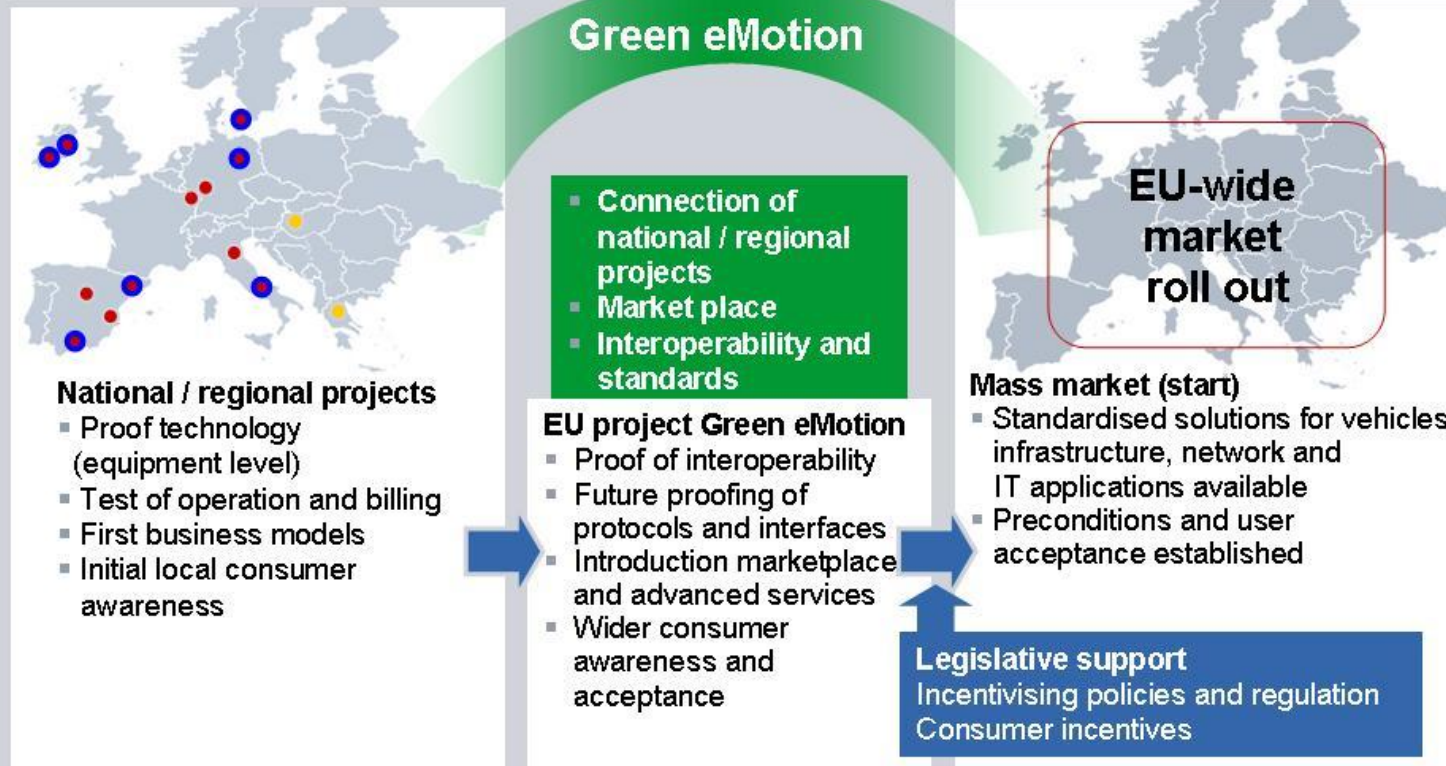 Green eMotion
National / regional projects
▪ Proof technology
(equipment level)
▪ Test of operation and billing
▪ First business models
▪ Initial local consumer
awareness
▪ Connection of
national / regional
projects
▪ Market place
▪ Interoperability and
standards
EU project Green eMotion
▪ Proof of interoperability
▪ Future proofing of
protocols and interfaces
▪ Introduction marketplace
and advanced services
▪ Wider consumer
awareness and
acceptance
EU-wide
market
roll out
Mass market (start)
▪ Standardised solutions for vehicles
infrastructure, network and
IT applications available
▪ Preconditions and user
acceptance established
Legislative support
Incentivising policies and regulation
Consumer incentives